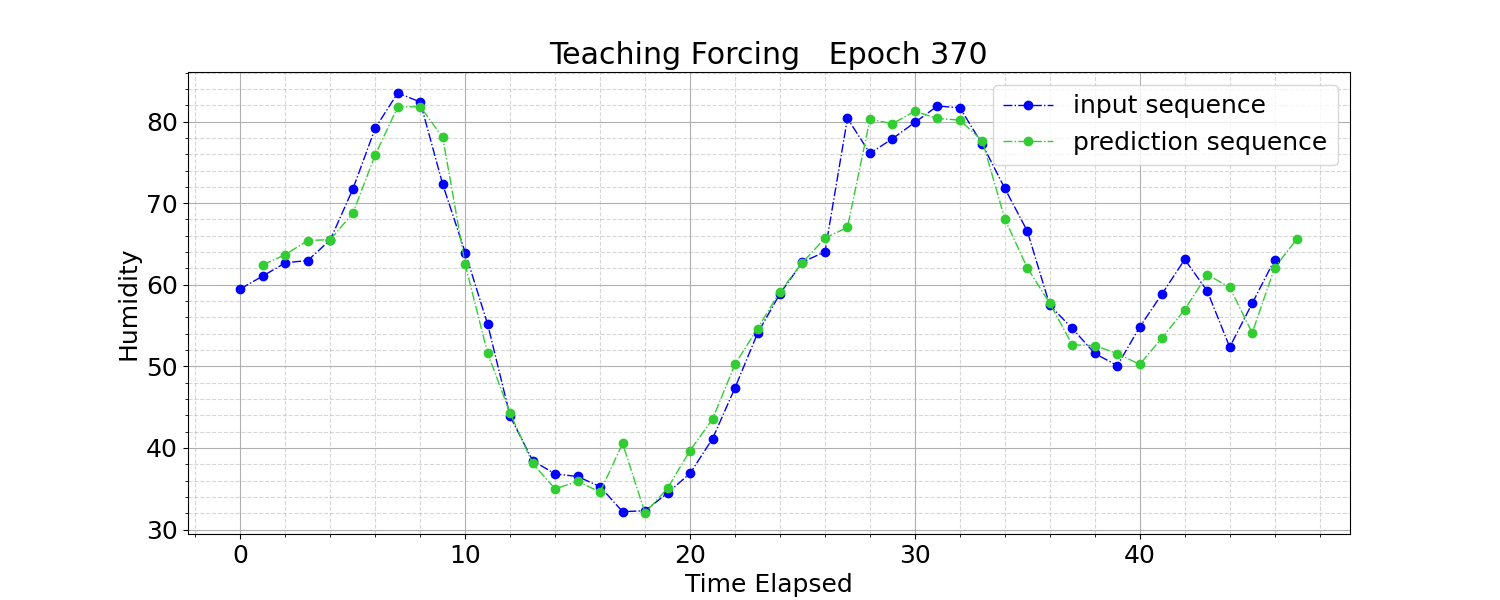 Teaching Forcing   Epoch 370
input sequence
prediction sequence
Humidity
80
70
60
50
40
30
0 10 20 30 40
Time Elapsed